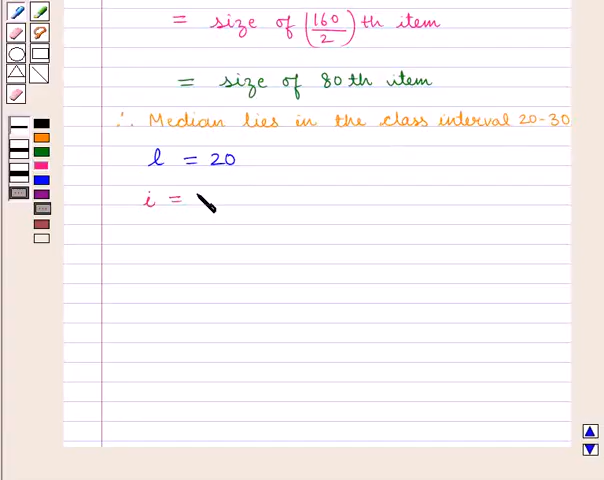 = size of (160/2) th item
= size of 80 th item
∴ Median lies in the class interval 20-30
l = 20
i =